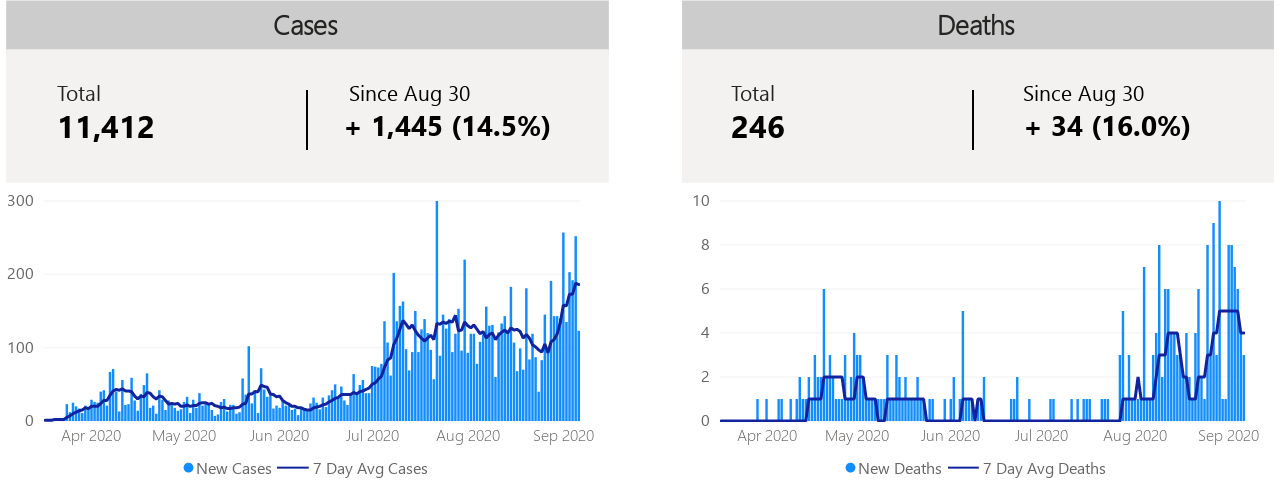 Cases
Total
11,412
Since Aug 30
+ 1,445 (14.5%)
300
200
100
0
Apr 2020 May 2020 Jun 2020 Jul 2020 Aug 2020 Sep 2020
New Cases 7 Day Avg Cases
Deaths
Total
246
Since Aug 30
+ 34 (16.0%)
10
8
6
4
2
0
Apr 2020 May 2020 Jun 2020 Jul 2020 Aug 2020 Sep 2020
New Deaths 7 Day Avg Deaths